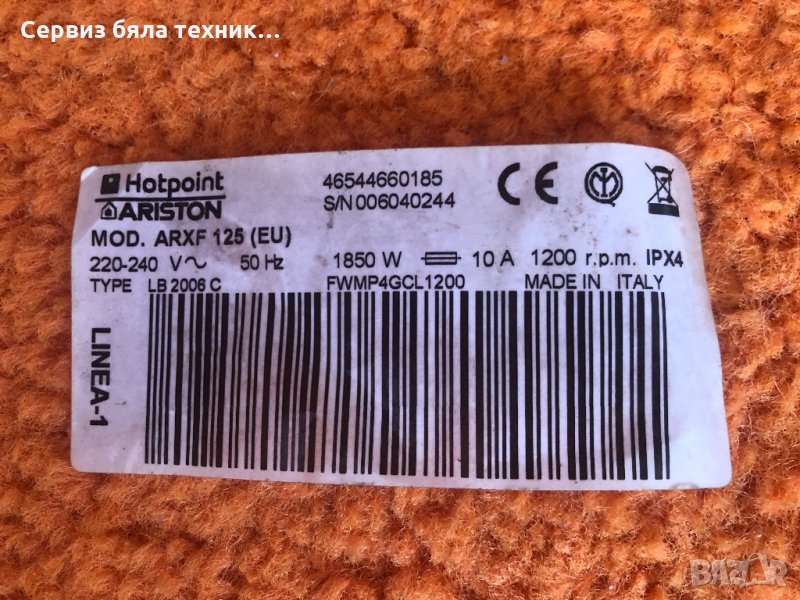 Сервиз бяла техник...
Hotpoint
ARISTON
46544660185
S/N 006040244
MOD. ARXF 125 (EU)
220-240 V~ 50 Hz 1850 W 10 A 1200 r.p.m. IPX4
TYPE LB 2006 C FWMP4GCL1200 MADE IN ITALY
LINEA-1
BAZAR